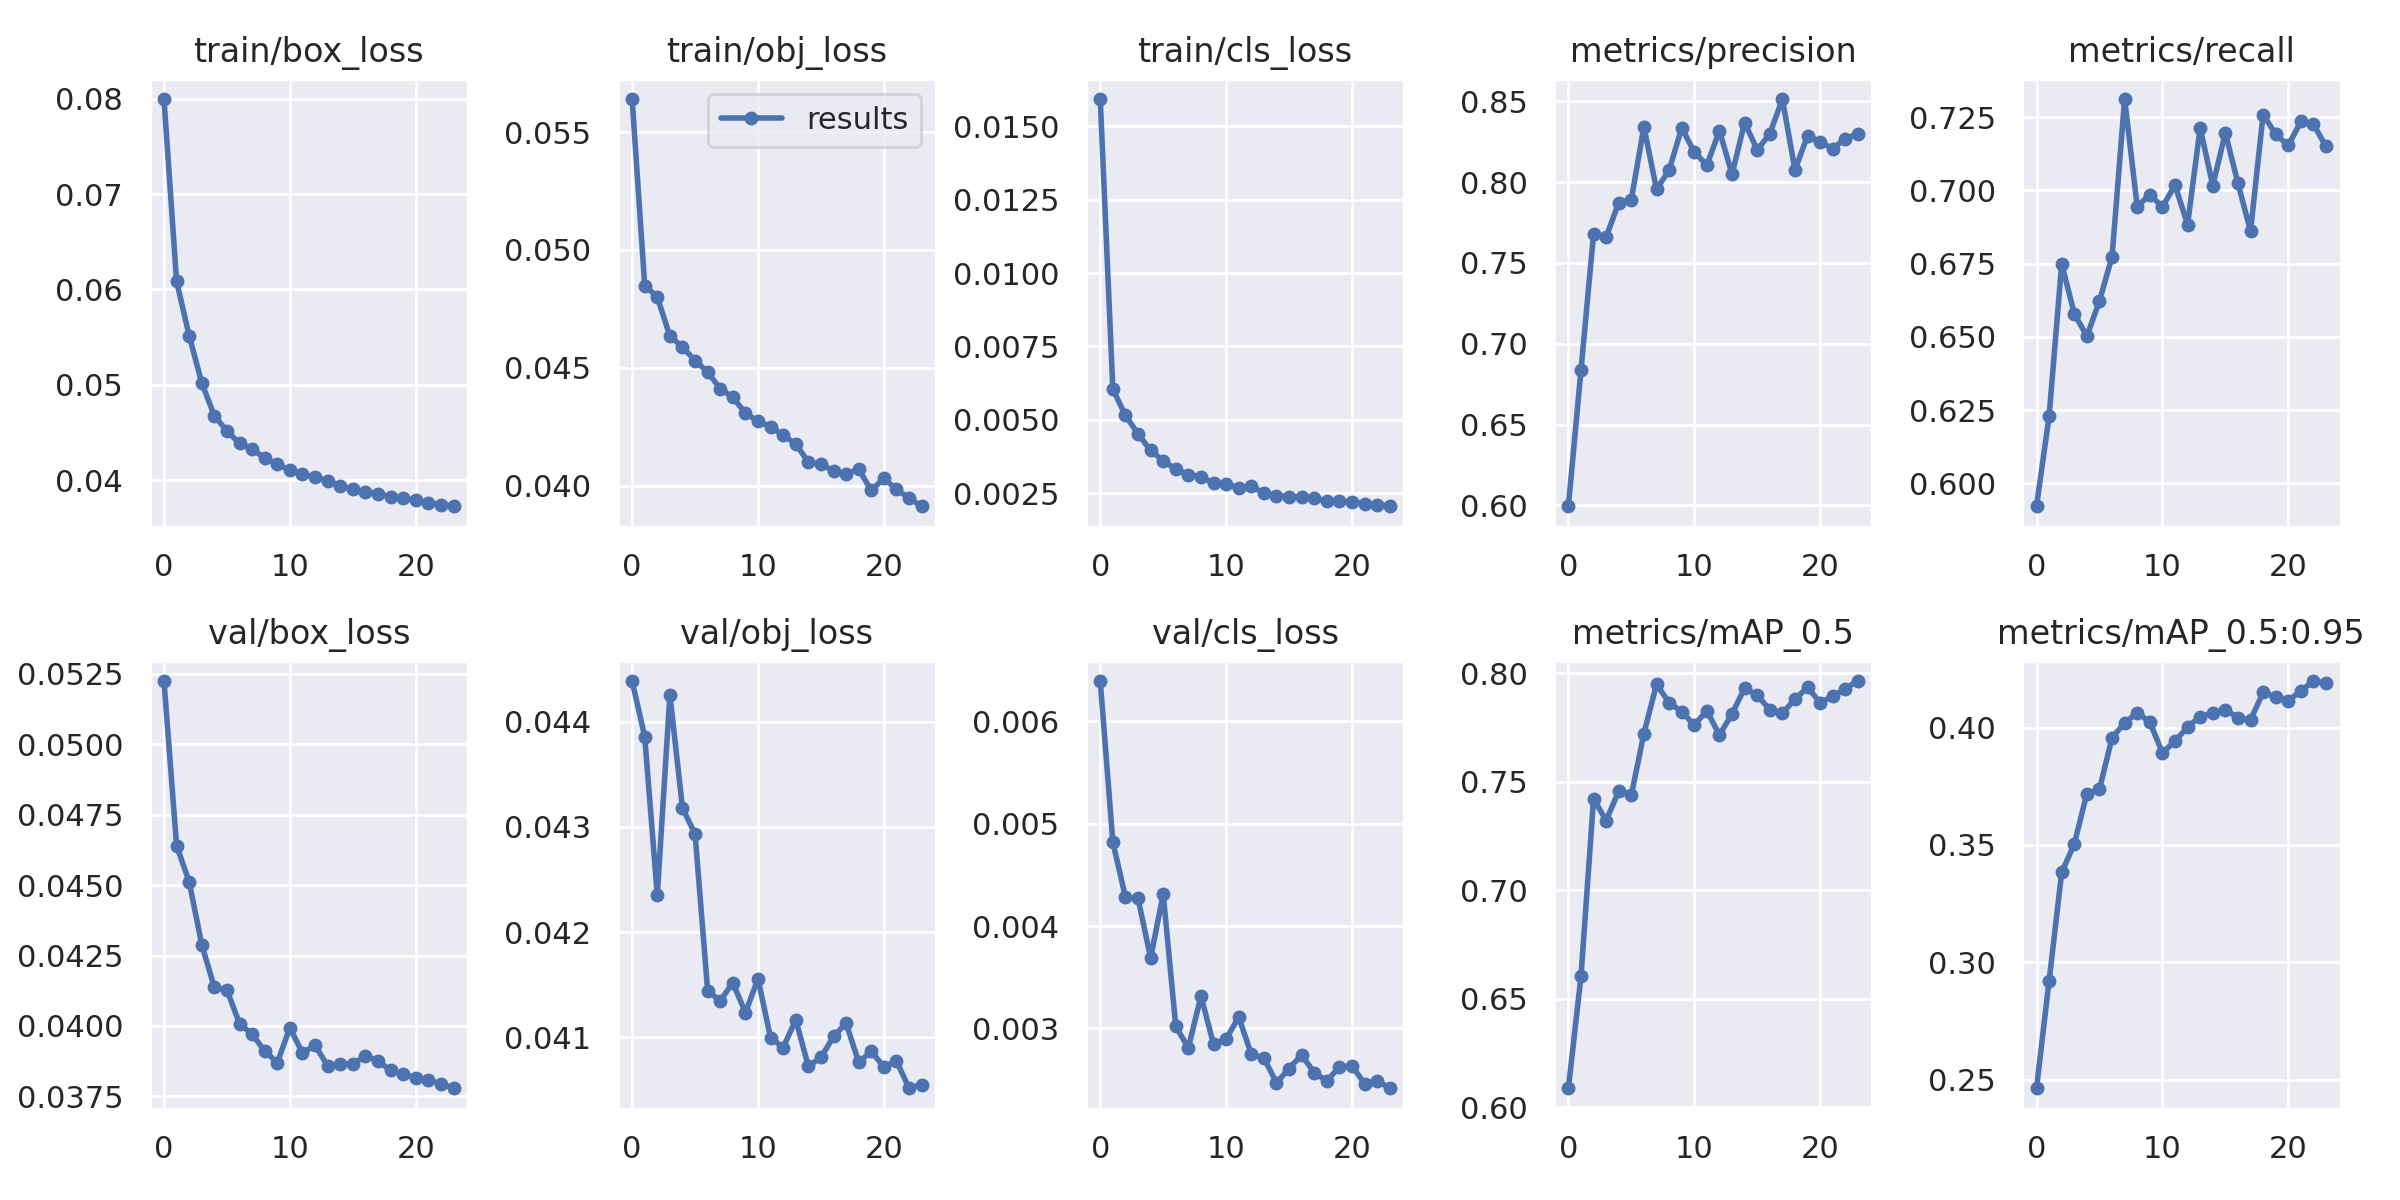 train/box_loss
0.08
0.07
0.06
0.05
0.04
0 10 20
train/obj_loss
results
0.055
0.050
0.045
0.040
0 10 20
train/cls_loss
0.0150
0.0125
0.0100
0.0075
0.0050
0.0025
0 10 20
metrics/precision
0.85
0.80
0.75
0.70
0.65
0.60
0 10 20
metrics/recall
0.725
0.700
0.675
0.650
0.625
0.600
0 10 20
val/box_loss
0.0525
0.0500
0.0475
0.0450
0.0425
0.0400
0.0375
0 10 20
val/obj_loss
0.044
0.043
0.042
0.041
0 10 20
val/cls_loss
0.006
0.005
0.004
0.003
0 10 20
metrics/mAP_0.5
0.80
0.75
0.70
0.65
0.60
0 10 20
metrics/mAP_0.5:0.95
0.40
0.35
0.30
0.25
0 10 20